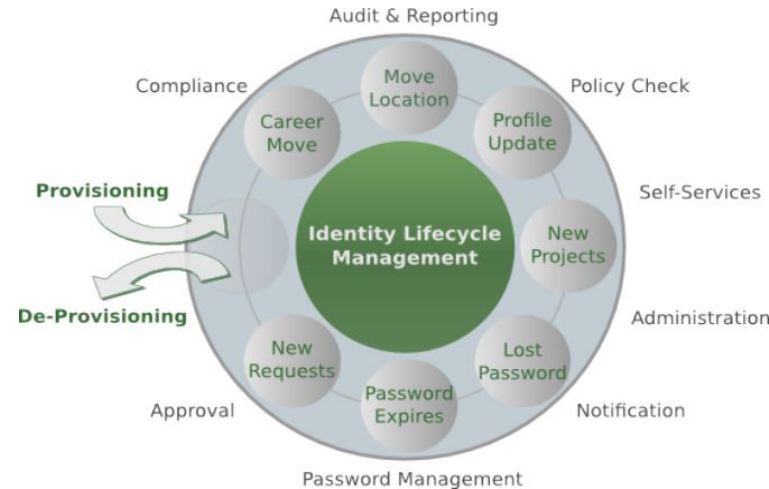 Audit & Reporting
Compliance
Policy Check
Move
Location
Career
Move
Profile
Update
Provisioning
Self-Services
Identity Lifecycle
Management
New
Projects
De-Provisioning
Administration
New
Requests
Lost
Password
Password
Expires
Approval
Notification
Password Management